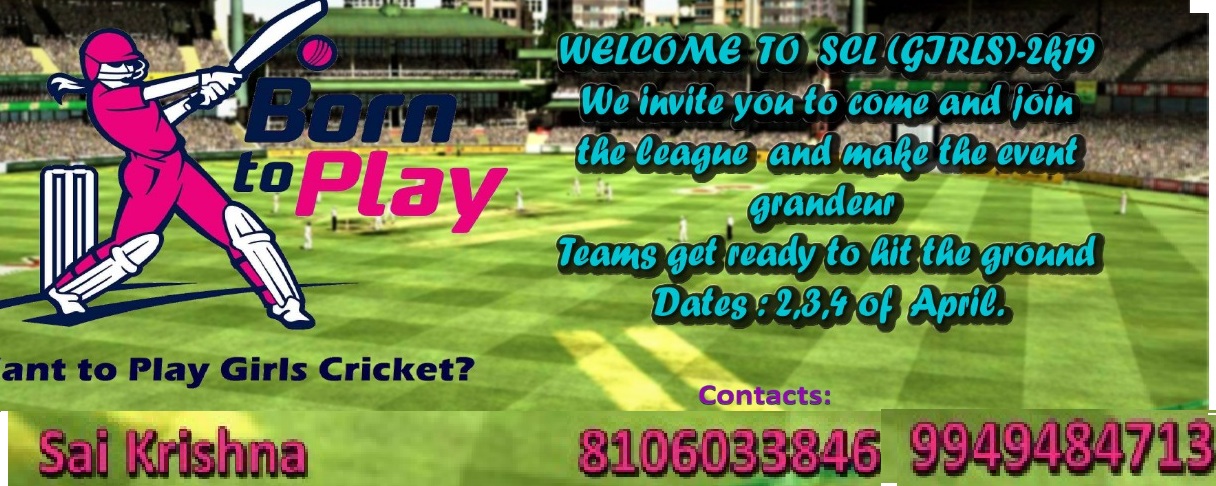 Born
to Play
WELCOME TO SCL (GIRLS)-2k19
We invite you to come and join
the league and make the event
grandeur
Teams get ready to hit the ground
Dates : 2,3,4 of April.
ant to Play Girls Cricket?
Contacts:
Sai Krishna 8106033846 9949484713